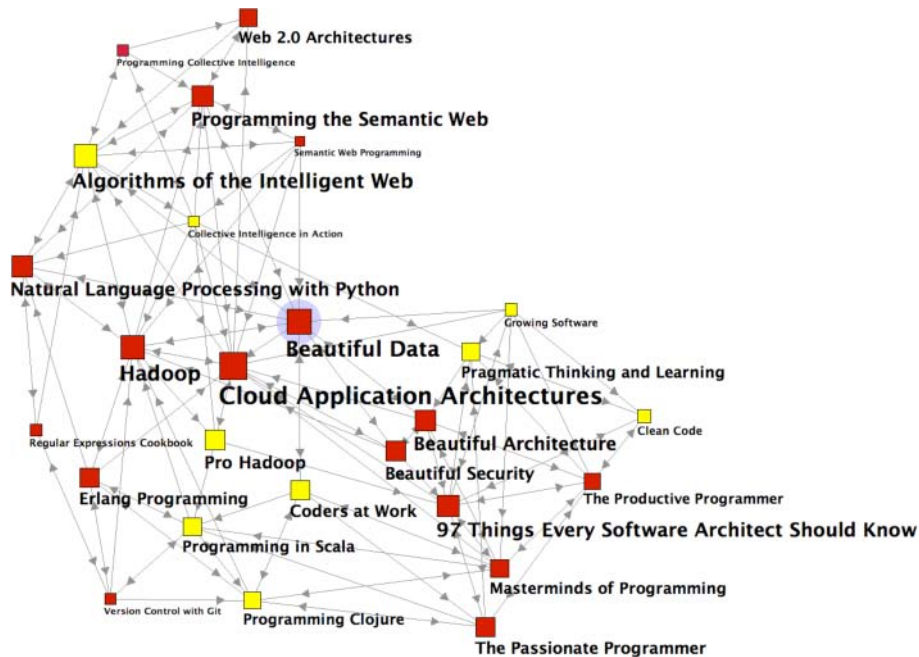 Web 2.0 Architectures
Programming Collective Intelligence
Programming the Semantic Web
Semantic Web Programming
Algorithms of the Intelligent Web
Collective Intelligence in Action
Natural Language Processing with Python
Growing Software
Beautiful Data
Pragmatic Thinking and Learning
Hadoop
Cloud Application Architectures
Clean Code
Regular Expressions Cookbook
Beautiful Architecture
Pro Hadoop
Beautiful Security
Erlang Programming
The Productive Programmer
Coders at Work
97 Things Every Software Architect Should Know
Programming in Scala
Masterminds of Programming
Version Control with Git
Programming Clojure
The Passionate Programmer